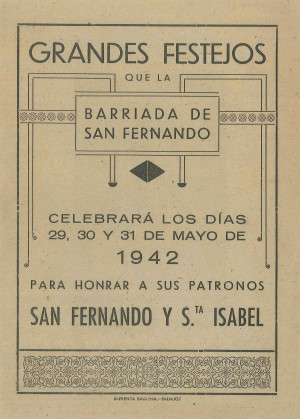 GRANDES FESTEJOS
QUE LA
BARRIADA DE
SAN FERNANDO
CELEBRARÁ LOS DÍAS
29, 30 Y 31 DE MAYO DE
1942
PARA HONRAR A SUS PATRONOS
SAN FERNANDO Y S.TA ISABEL